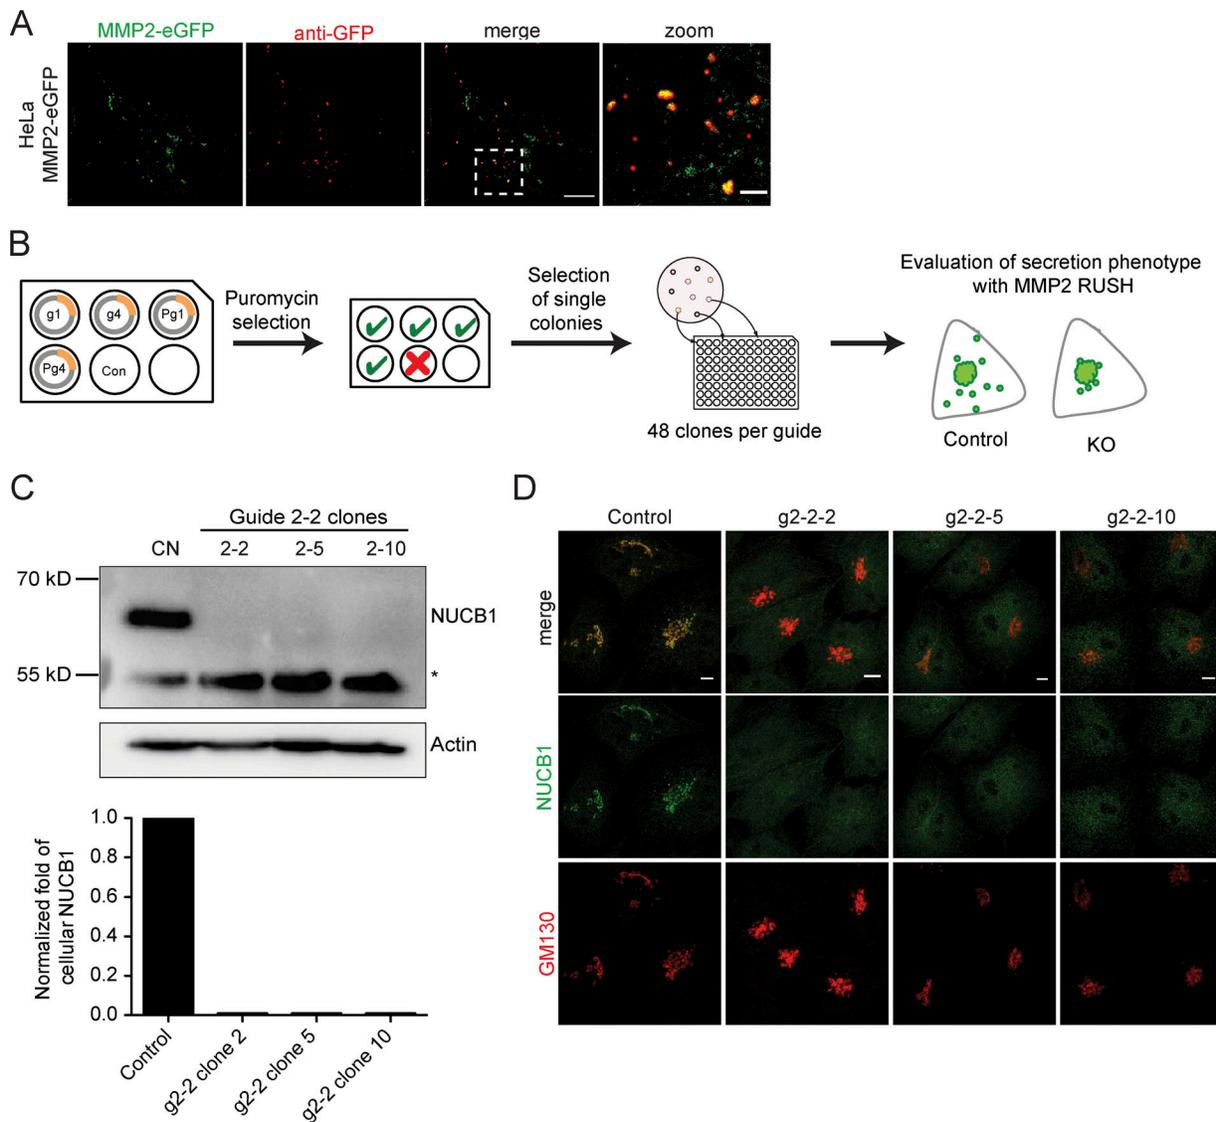 A
MMP2-eGFP
anti-GFP
merge
zoom
HeLa
MMP2-eGFP
B
g1
g4
Pg1
Pg4
Con
Puromycin
selection
Selection
of single
colonies
48 clones per guide
Evaluation of secretion phenotype
with MMP2 RUSH
Control
KO
C
Guide 2-2 clones
CN
2-2
2-5
2-10
70 kD
NUCB1
55 kD
*
Actin
Normalized fold of
cellular NUCB1
1.0
0.8
0.6
0.4
0.2
0.0
Control
g2-2 clone 2
g2-2 clone 5
g2-2 clone 10
D
Control
g2-2-2
g2-2-5
g2-2-10
merge
NUCB1
GM130